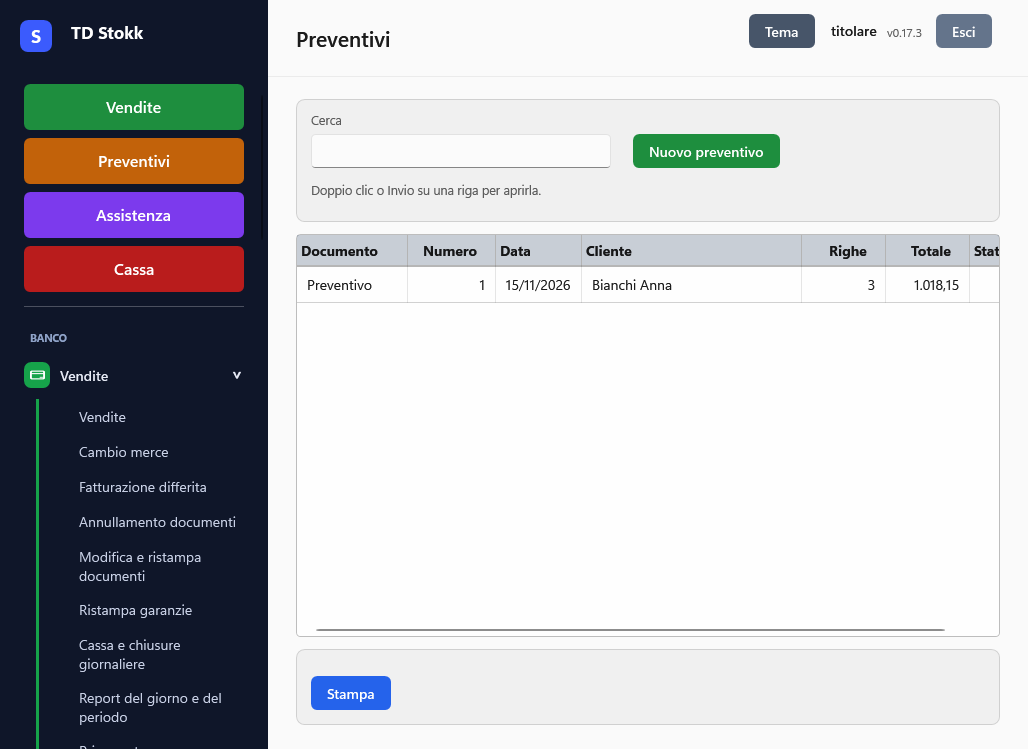 S
TD Stokk
Vendite
Preventivi
Assistenza
Cassa
BANCO
Vendite
Vendite
Cambio merce
Fatturazione differita
Annullamento documenti
Modifica e ristampa
documenti
Ristampa garanzie
Cassa e chiusure
giornaliere
Report del giorno e del
periodo
Preventivi
Tema
titolare
v0.17.3
Esci
Cerca
Nuovo preventivo
Doppio clic o Invio su una riga per aprirla.
Documento Numero Data Cliente Righe Totale Stat
Preventivo 1 15/11/2026 Bianchi Anna 3 1.018,15
Stampa